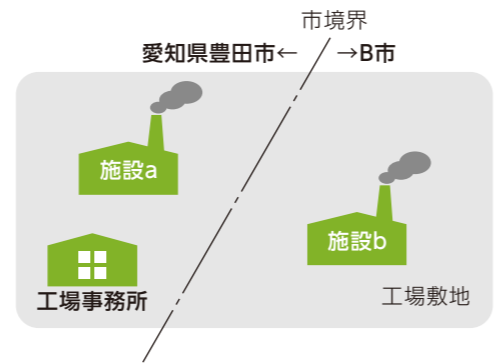 市境界
愛知県豊田市← →B市
施設a
施設b
工場事務所
工場敷地